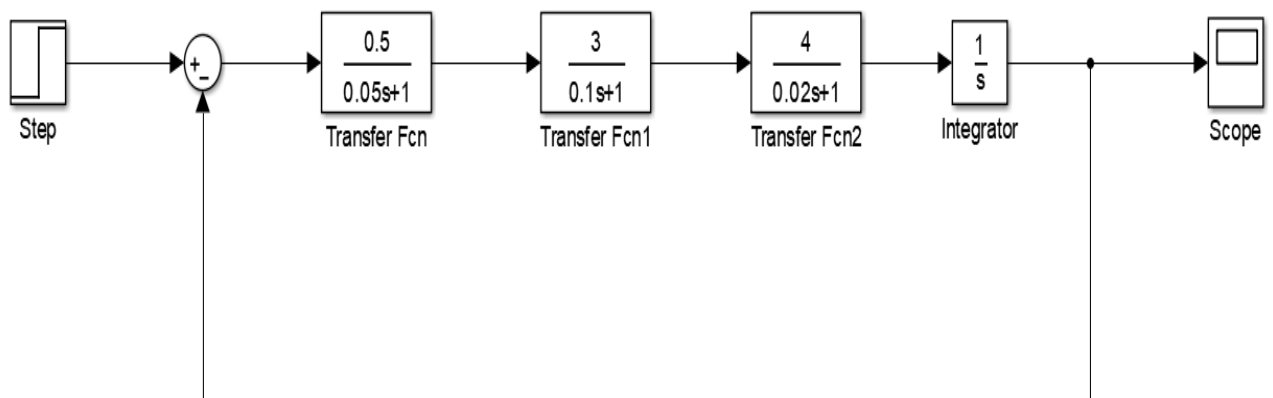 0.5
0.05s+1
3
0.1s+1
4
0.02s+1
1
s
+
−
Step
Transfer Fcn
Transfer Fcn1
Transfer Fcn2
Integrator
Scope